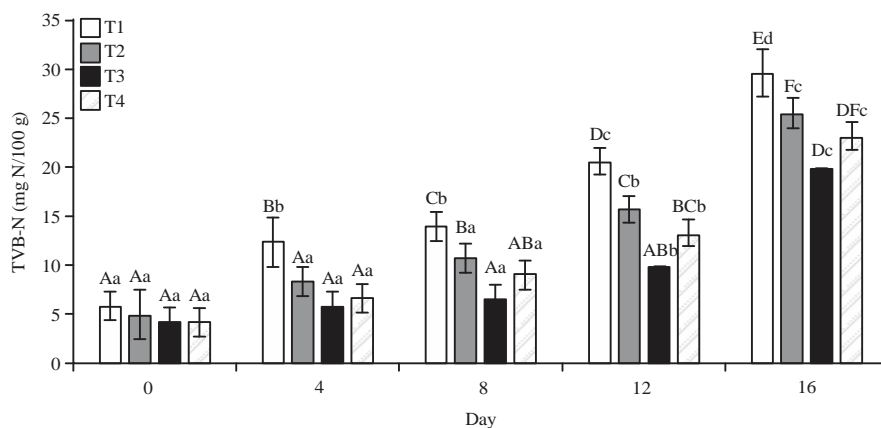 35
30
25
20
15
10
5
0
TVB-N (mg N/100 g)
T1
T2
T3
T4
Aa Aa Aa Aa
Bb Aa Aa Aa
Cb Ba Aa ABa
Dc Cb ABb BCb
Ed Fc Dc DFc
0 4 8 12 16
Day